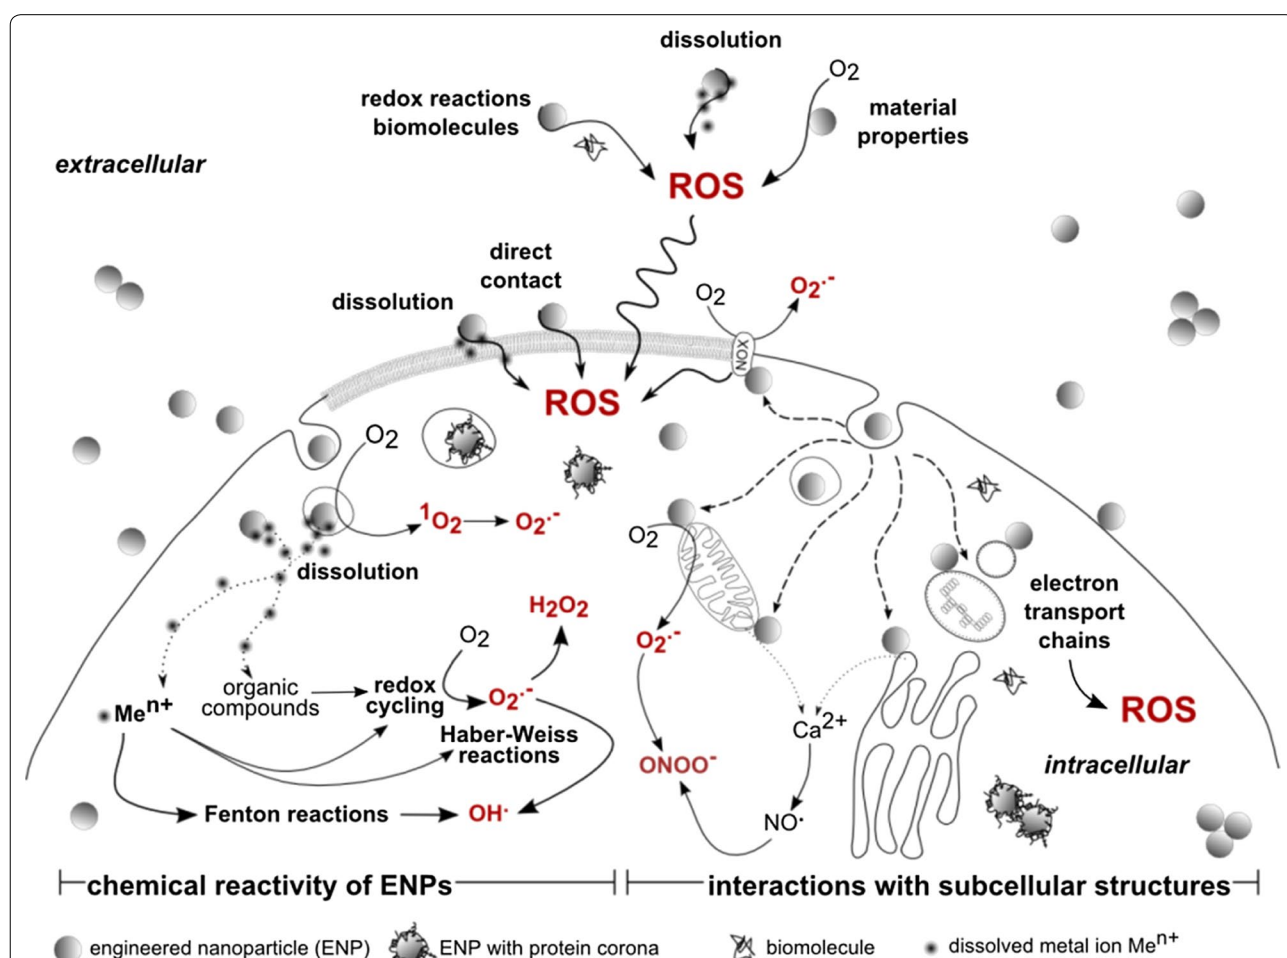 dissolution
O2
redox reactions
biomolecules
material
properties
extracellular
ROS
direct
contact
dissolution
O2
O2·-
NOX
ROS
O2
1O2
O2·-
dissolution
O2
H2O2
O2
organic
compounds
redox
cycling
O2·-
Men+
Haber-Weiss
reactions
Fenton reactions
OH·
O2·-
ONOO-
Ca2+
NO·
electron
transport
chains
ROS
intracellular
chemical reactivity of ENPs
interactions with subcellular structures
engineered nanoparticle (ENP)
ENP with protein corona
biomolecule
dissolved metal ion Men+